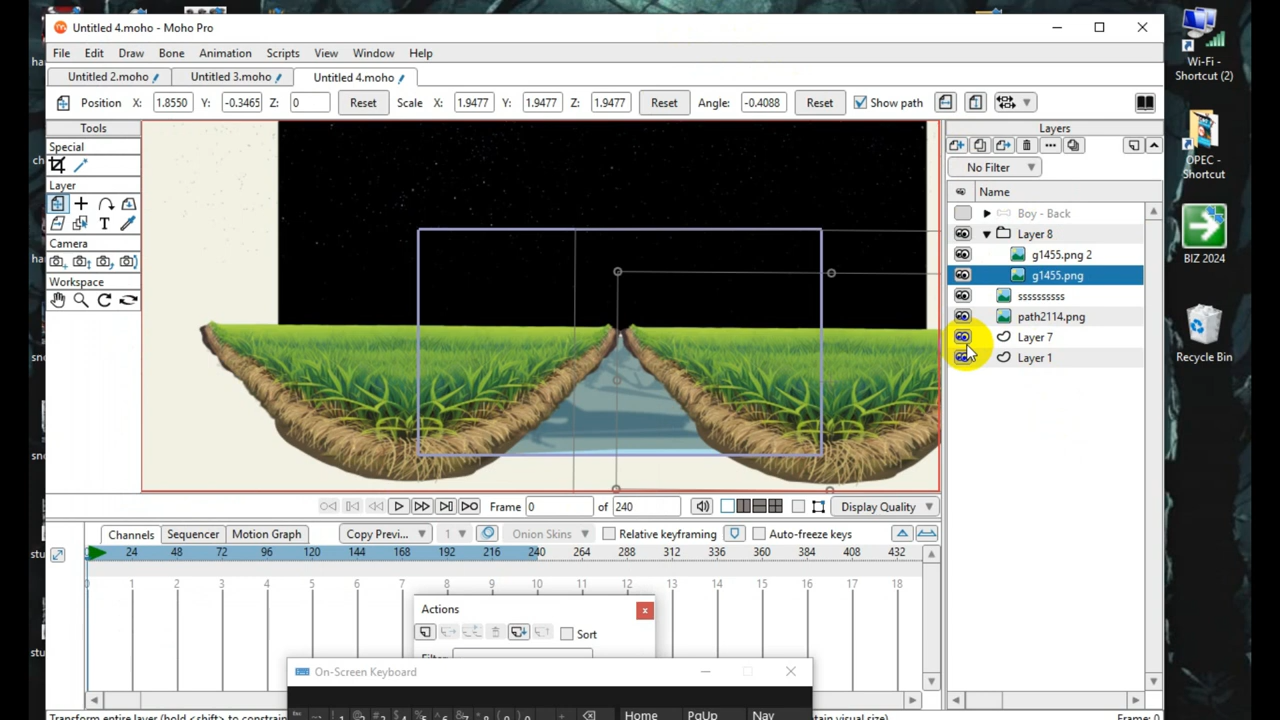 Untitled 4.moho - Moho Pro
File Edit Draw Bone Animation Scripts View Window Help
Untitled 2.moho Untitled 3.moho Untitled 4.moho
Position X: 1.8550 Y: -0.3465 Z: 0 Reset Scale X: 1.9477 Y: 1.9477 Z: 1.9477 Reset Angle: -0.4088 Reset Show path
Tools
Special
Layer
Camera
Workspace
Layers
No Filter
Name
Boy - Back
Layer 8
g1455.png 2
g1455.png
ssssssssss
path2114.png
Layer 7
Layer 1
Frame 0 of 240 Display Quality
Channels Sequencer Motion Graph Copy Previ... 1 Onion Skins Relative keyframing Auto-freeze keys
0 24 48 72 96 120 144 168 192 216 240 264 288 312 336 360 384 408 432
1 2 3 4 5 6 7 8 9 10 11 12 13 14 15 16 17 18
Actions
Sort
On-Screen Keyboard
Home PgUp Nav
Transform entire layer (hold <shift> to constrain
tain visual size)
Frame: 0
Wi-Fi -
Shortcut (2)
OPEC -
Shortcut
BIZ 2024
Recycle Bin